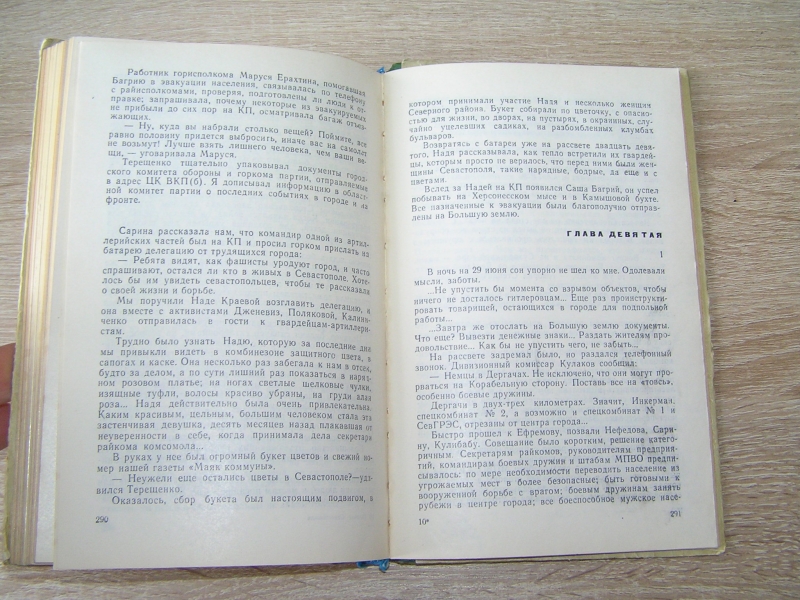 Работник горисполкома Маруся Ерахтина, помогавшая
Багрию в эвакуации населения, связывалась по телефону
с райисполкомами, проверяя, подготовлены ли люди к от-
правке; запрашивала, почему некоторые из эвакуируемых
не прибыли до сих пор на КП, осматривала багаж отъез-
жающих.
— Ну, куда вы набрали столько вещей? Поймите, все
равно половину придется выбросить, иначе вас на самолет
не возьмут! Лучше взять лишнего человека, чем ваши ве-
щи, — уговаривала Маруся.
Терещенко тщательно упаковывал документы город-
ского комитета обороны и горкома партии, отправляемые
в адрес ЦК ВКП(б). Я дописывал информацию в област-
ной комитет партии о последних событиях в городе и на
фронте.
Сарина рассказала нам, что командир одной из артил-
лерийских частей был на КП и просил горком прислать на
батарею делегацию от трудящихся города:
— Ребята видят, как фашисты уродуют город, и часто
спрашивают, остался ли кто в живых в Севастополе. Хоте-
лось бы им увидеть севастопольцев, чтобы те рассказали
о своей жизни и борьбе.
Мы поручили Наде Краевой возглавить делегацию, и
она вместе с активистами Дженевиз, Поляковой, Калин-
ченко отправилась в гости к гвардейцам-артиллери-
стам.
Трудно было узнать Надю, которую за последние дни
мы привыкли видеть в комбинезоне защитного цвета, в
сапогах и каске. Она несколько раз забегала к нам в отсек,
будто за делом, а по сути лишний раз показаться в наряд-
ном розовом платье; на ногах светлые шелковые чулки,
изящные туфли, волосы красиво убраны, на груди алая
роза... Надя действительно была очень привлекательна.
Каким красивым, цельным, большим человеком стала эта
застенчивая девушка, десять месяцев назад плакавшая от
неуверенности в себе, когда принимала дела секретаря
райкома комсомола...
В руках у нее был огромный букет цветов и свежий но-
мер нашей газеты «Маяк коммуны».
— Неужели еще остались цветы в Севастополе?—уди-
вился Терещенко.
Оказалось, сбор букета был настоящим подвигом, в
290
котором принимали участие Надя и несколько женщин
Северного района. Букет собирали по цветочку, с опасно-
стью для жизни, во дворах, на пустырях, в окраинных, слу-
чайно уцелевших садиках, на разбомбленных клумбах
бульваров.
Возвратясь с батареи уже на рассвете двадцать девя-
того, Надя рассказывала, как тепло встретили их гвардей-
цы, которым просто не верилось, что перед ними были жен-
щины Севастополя, такие нарядные, бодрые, да еще и с
цветами.
Вслед за Надей на КП появился Саша Багрий, он успел
побывать на Херсонесском мысе и в Камышовой бухте.
Все назначенные к эвакуации были благополучно отправле-
ны на Большую землю.
ГЛАВА ДЕВЯТАЯ
1
В ночь на 29 июня сон упорно не шел ко мне. Одолевали
мысли, заботы.
...Не упустить бы момента со взрывом объектов, чтобы
ничего не досталось гитлеровцам... Еще раз проинструкти-
ровать товарищей, остающихся в городе для подпольной
работы...
...Завтра же отослать на Большую землю документы.
Что еще? Вывезти денежные знаки... Раздать жителям про-
довольствие... Как бы не упустить чего, не забыть...
На рассвете задремал было, но раздался телефонный
звонок. Дивизионный комиссар Кулаков сообщил:
— Немцы в Дергачах. Не исключено, что они могут про-
рваться на Корабельную сторону. Поставь все на «товсь»,
особенно боевые дружины.
Дергачи в двух-трех километрах. Значит, Инкерман,
спецкомбинат № 2, а возможно и спецкомбинат № 1 и
СевГРЭС, отрезаны от центра города...
Быстро прошел к Ефремову, позвали Нефедова, Сари-
ну, Кулибабу. Совещание было коротким, решение катего-
ричным. Секретарям райкомов, руководителям предприя-
тий, командирам боевых дружин и штабам МПВО предпи-
сывалось: по мере необходимости переводить население из
угрожаемых мест в более безопасные; быть готовыми к
вооруженной борьбе с врагом; боевым дружинам занять
рубежи в центре города; все боеспособное мужское насе-
10*
291